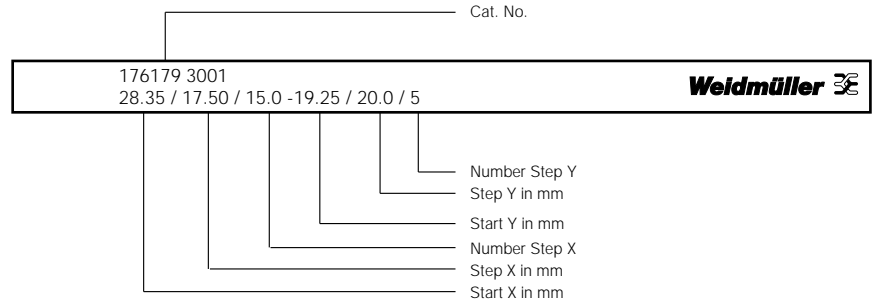 Cat. No.
176179 3001
28.35 / 17.50 / 15.0 -19.25 / 20.0 / 5
Weidmüller
Number Step Y
Step Y in mm
Start Y in mm
Number Step X
Step X in mm
Start X in mm